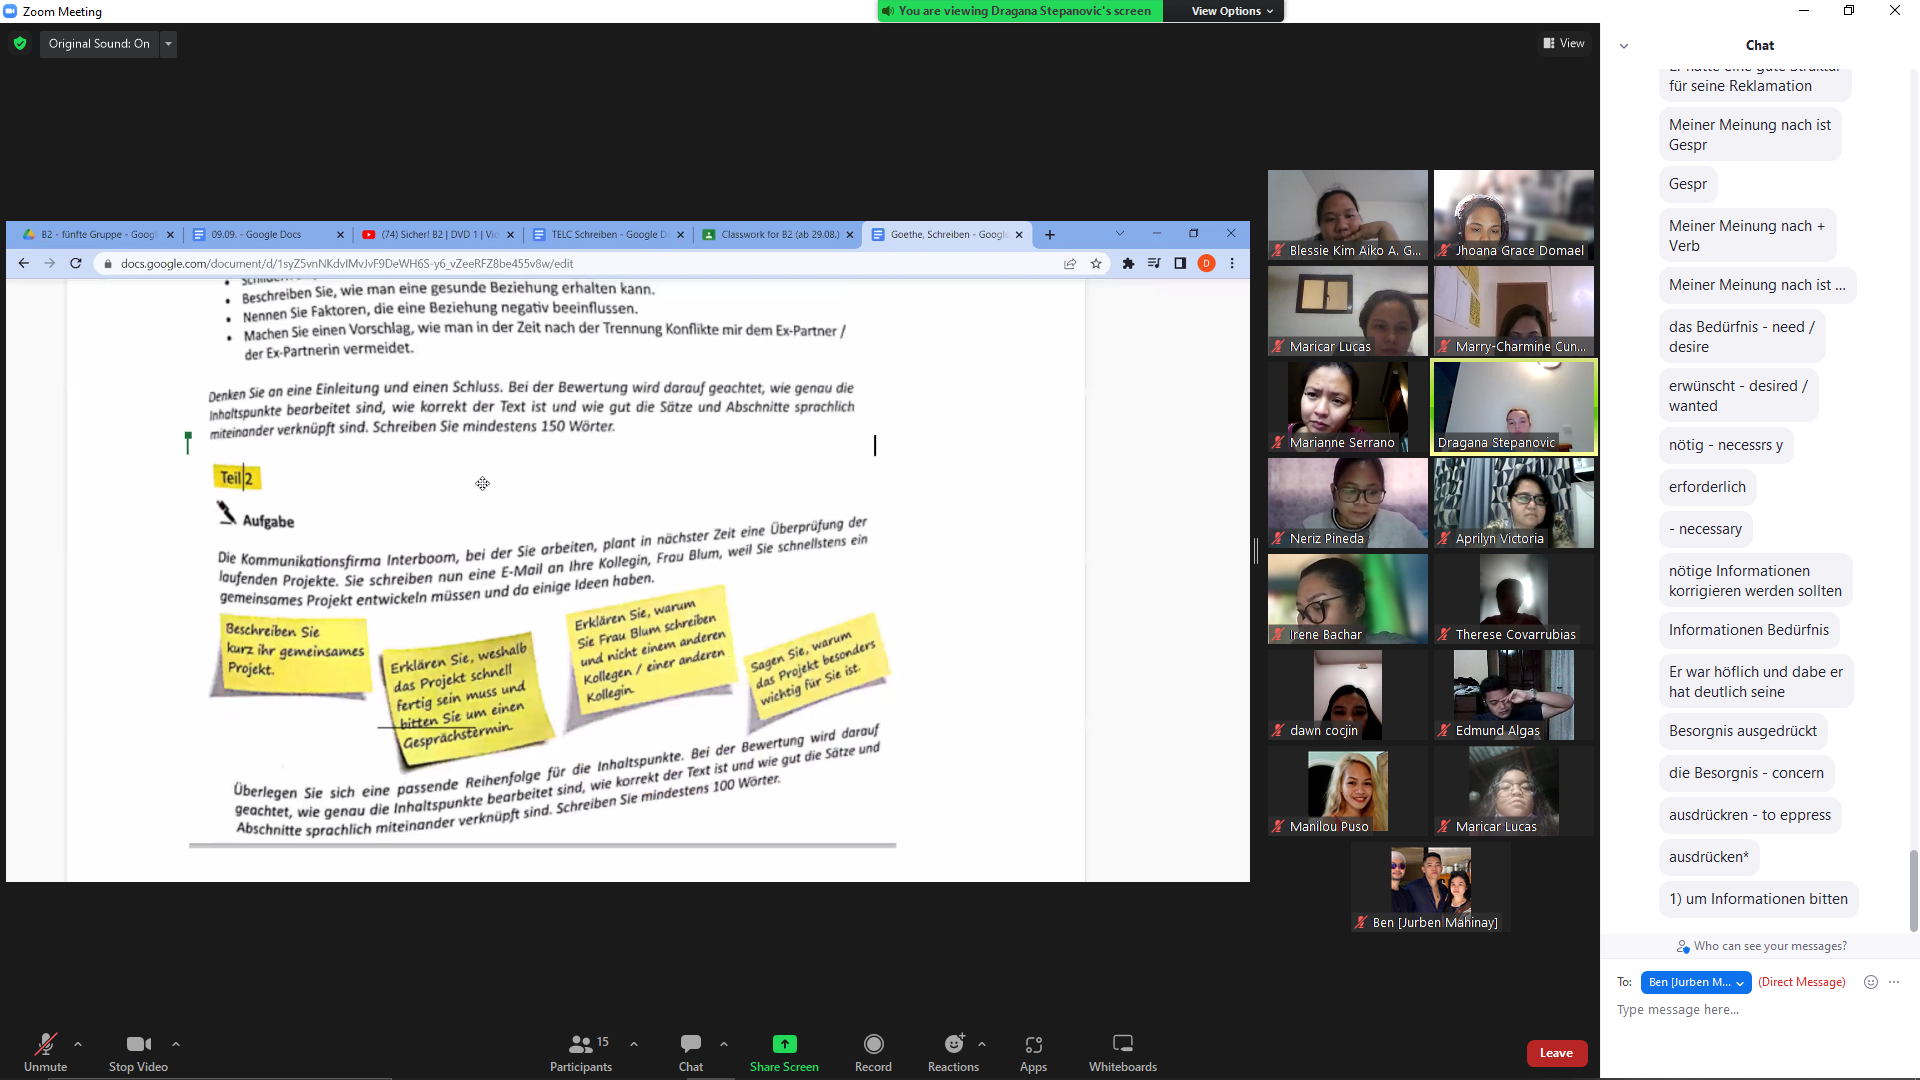 Zoom Meeting
You are viewing Dragana Stepanovic's screen
View Options
Original Sound: On
View
B2 - fünfte Gruppe - Googl
09.09. - Google Docs
(74) Sicher! B2 | DVD 1 | Vi
TELC Schreiben - Google D
Classwork for B2 (ab 29.08.)
Goethe, Schreiben - Google
docs.google.com/document/d/1syZ5vnNKdvIMvJvF9DeWH6S-y6_vZeeRFZ8be455v8w/edit
D
Beschreiben Sie, wie man eine gesunde Beziehung erhalten kann.
Nennen Sie Faktoren, die eine Beziehung negativ beeinflussen.
Machen Sie einen Vorschlag, wie man in der Zeit nach der Trennung Konflikte mir dem Ex-Partner /
der Ex-Partnerin vermeidet.
Denken Sie an eine Einleitung und einen Schluss. Bei der Bewertung wird darauf geachtet, wie genau die
Inhaltspunkte bearbeitet sind, wie korrekt der Text ist und wie gut die Sätze und Abschnitte sprachlich
miteinander verknüpft sind. Schreiben Sie mindestens 150 Wörter.
Teil 2
Aufgabe
Die Kommunikationsfirma Interboom, bei der Sie arbeiten, plant in nächster Zeit eine Überprüfung der
laufenden Projekte. Sie schreiben nun eine E-Mail an Ihre Kollegin, Frau Blum, weil Sie schnellstens ein
gemeinsames Projekt entwickeln müssen und da einige Ideen haben.
Beschreiben Sie
kurz ihr gemeinsames
Projekt.
Erklären Sie, weshalb
das Projekt schnell
fertig sein muss und
bitten Sie um einen
Gesprächstermin.
Erklären Sie, warum
Sie Frau Blum schreiben
und nicht einem anderen
Kollegen / einer anderen
Kollegin.
Sagen Sie, warum
das Projekt besonders
wichtig für Sie ist.
Überlegen Sie sich eine passende Reihenfolge für die Inhaltspunkte. Bei der Bewertung wird darauf
geachtet, wie genau die Inhaltspunkte bearbeitet sind, wie korrekt der Text ist und wie gut die Sätze und
Abschnitte sprachlich miteinander verknüpft sind. Schreiben Sie mindestens 100 Wörter.
Blessie Kim Aiko A. G...
Jhoana Grace Domael
Maricar Lucas
Marry-Charmine Cun...
Marianne Serrano
Dragana Stepanovic
Neriz Pineda
Aprilyn Victoria
Irene Bachar
Therese Covarrubias
dawn cocjin
Edmund Algas
Manilou Puso
Maricar Lucas
Ben [Jurben Mahinay]
Chat
Er hatte eine gute Struktur
für seine Reklamation
Meiner Meinung nach ist
Gespr
Gespr
Meiner Meinung nach +
Verb
Meiner Meinung nach ist ...
das Bedürfnis - need /
desire
erwünscht - desired /
wanted
nötig - necessrs y
erforderlich
- necessary
nötige Informationen
korrigieren werden sollten
Informationen Bedürfnis
Er war höflich und dabe er
hat deutlich seine
Besorgnis ausgedrückt
die Besorgnis - concern
ausdrückren - to eppress
ausdrücken*
1) um Informationen bitten
Who can see your messages?
To:
Ben [Jurben M...
(Direct Message)
Type message here...
Unmute
Stop Video
15
Participants
Chat
Share Screen
Record
Reactions
Apps
Whiteboards
Leave